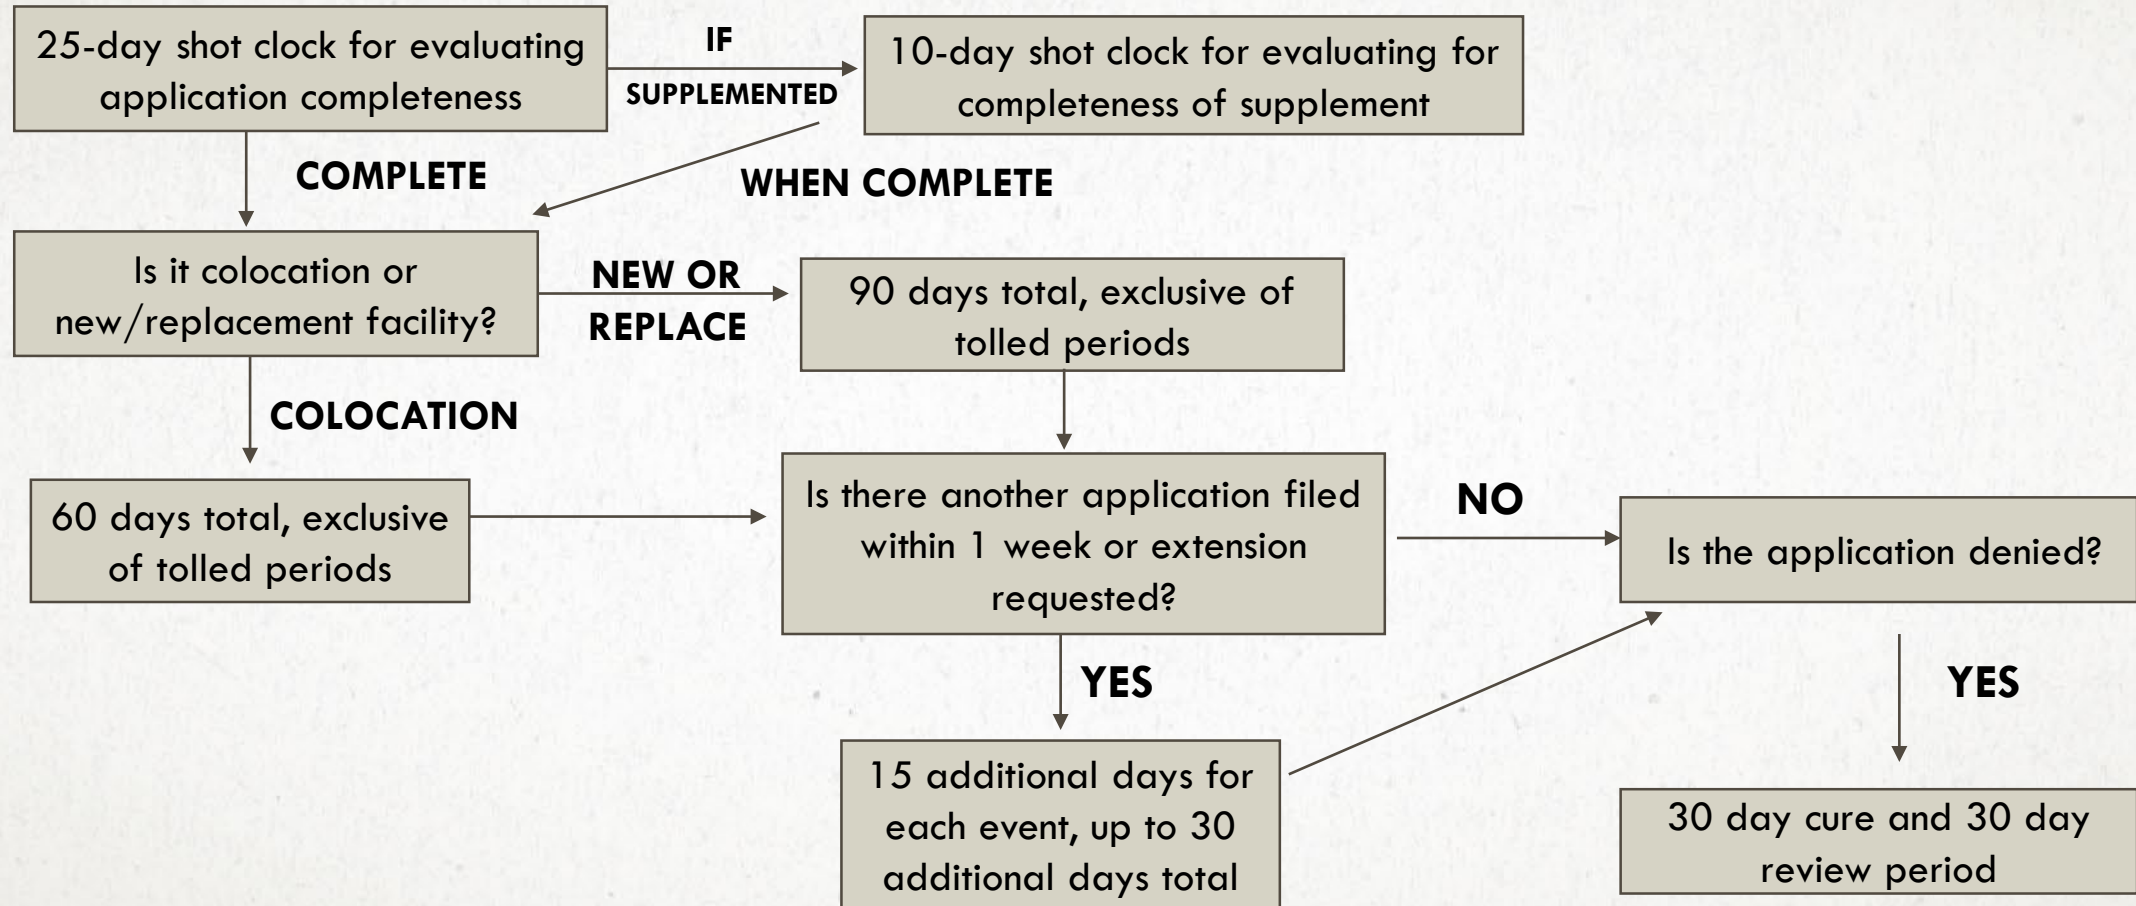 25-day shot clock for evaluating
application completeness
IF
SUPPLEMENTED
10-day shot clock for evaluating for
completeness of supplement
COMPLETE
WHEN COMPLETE
Is it colocation or
new/replacement facility?
NEW OR
REPLACE
90 days total, exclusive of
tolled periods
COLOCATION
60 days total, exclusive
of tolled periods
Is there another application filed
within 1 week or extension
requested?
NO
Is the application denied?
YES
15 additional days for
each event, up to 30
additional days total
YES
30 day cure and 30 day
review period